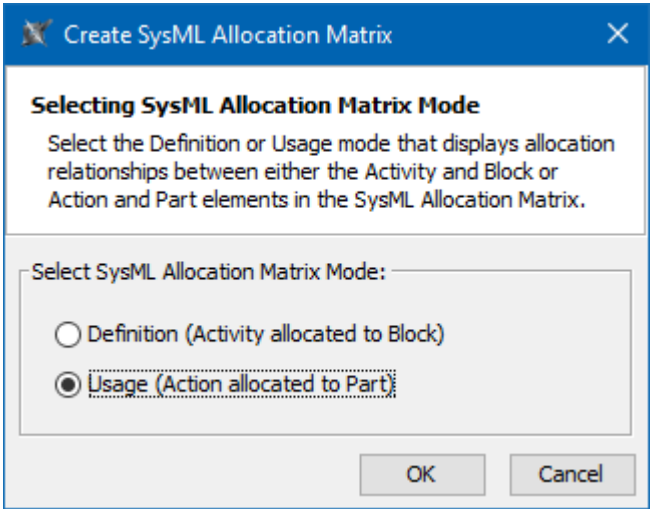 Create SysML Allocation Matrix
Selecting SysML Allocation Matrix Mode
Select the Definition or Usage mode that displays allocation
relationships between either the Activity and Block or
Action and Part elements in the SysML Allocation Matrix.
Select SysML Allocation Matrix Mode:
Definition (Activity allocated to Block)
Usage (Action allocated to Part)
OK
Cancel